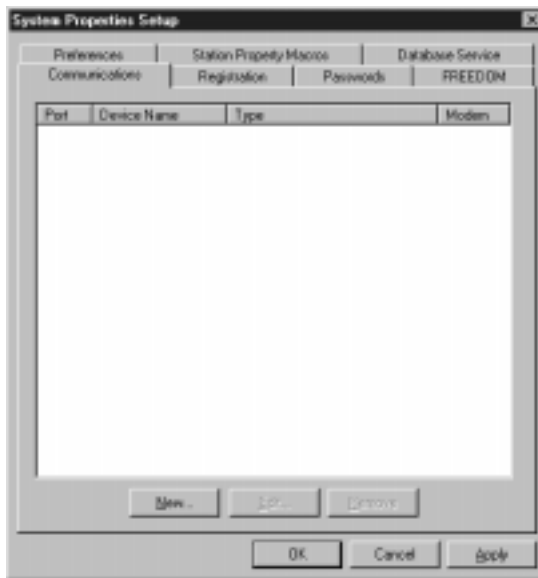 System Properties Setup
Preferences Station Property Macros Database Service
Communications Registration Passwords FREEDOM
Port Device Name Type Modem
New... Edit... Remove
OK Cancel Apply